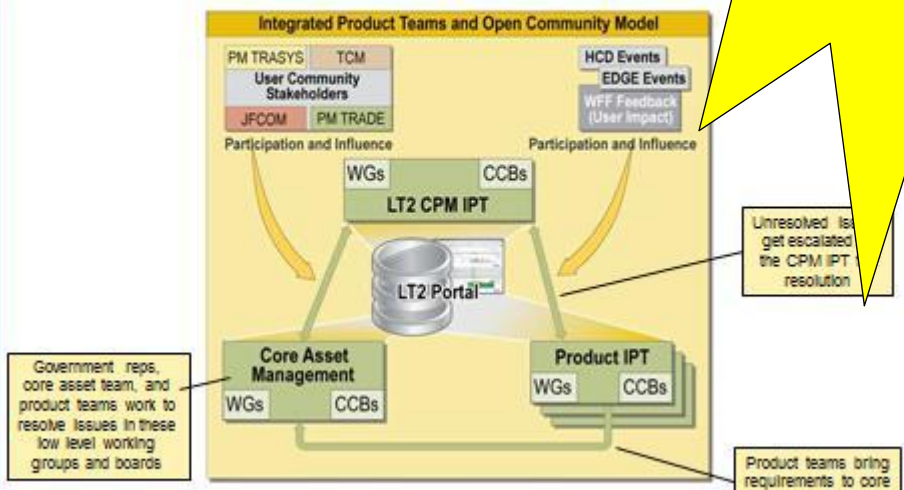 Integrated Product Teams and Open Community Model
PM TRASYS
TCM
User Community
Stakeholders
JFCOM
PM TRADE
HCD Events
EDGE Events
WFF Feedback
(User Impact)
Participation and Influence
Participation and Influence
WGs
CCBs
LT2 CPM IPT
Unresolved
get escalated
the CPM IPT
resolution
LT2 Portal
Core Asset
Management
WGs
CCBs
Product IPT
WGs
CCBs
Government reps,
core asset team, and
product teams work to
resolve issues in these
low level working
groups and boards
Product teams bring
requirements to core